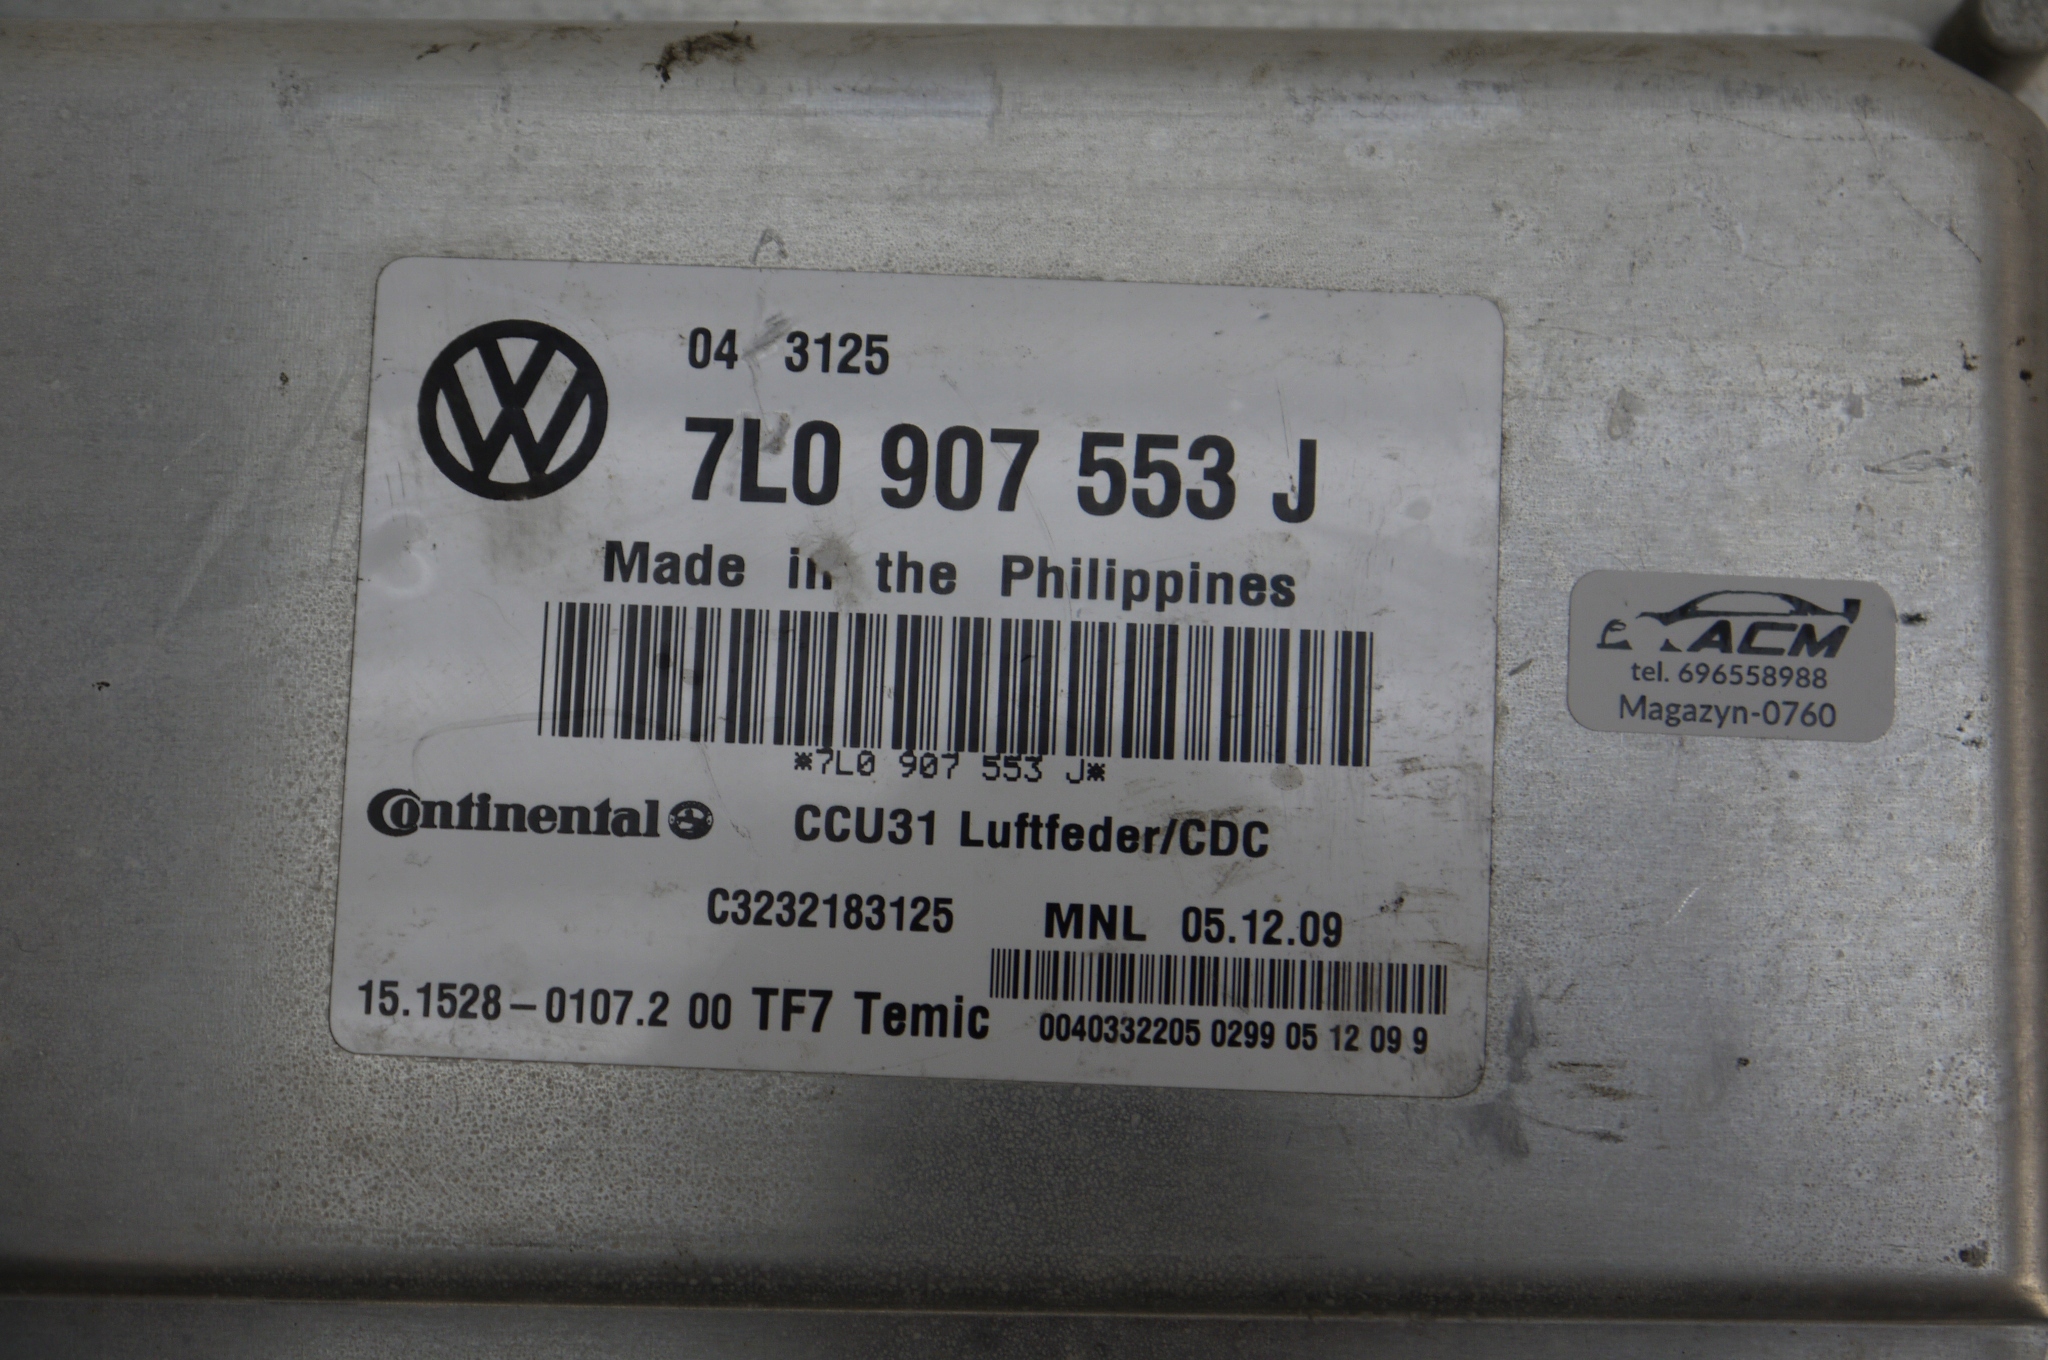 04 3125
7L0 907 553 J
Made in the Philippines
*7L0 907 553 J*
Continental CCU31 Luftfeder/CDC
C3232183125 MNL 05.12.09
15.1528-0107.2 00 TF7 Temic 0040332205 0299 05 12 09 9
ACM
tel. 696558988
Magazyn-0760